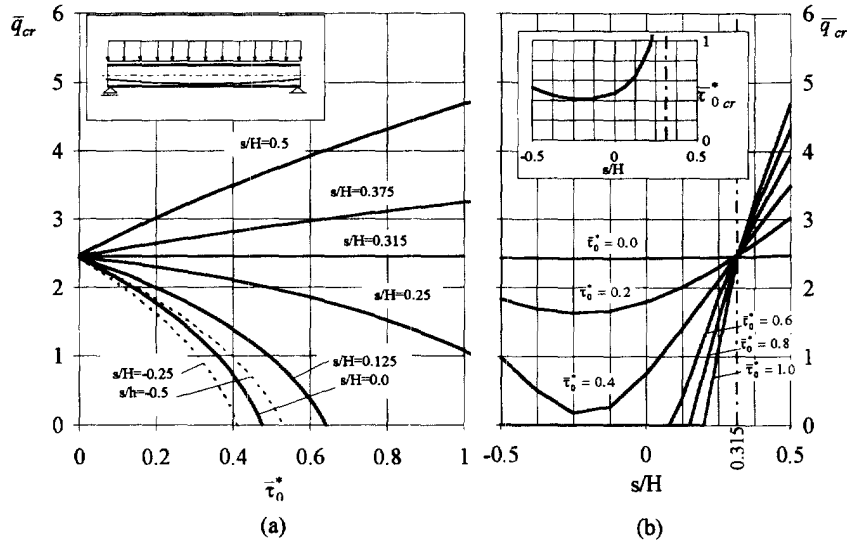 q̄cr
6
5
4
3
2
1
0
s/H=0.5
s/H=0.375
s/H=0.315
s/H=0.25
s/H=-0.25
s/h=-0.5
s/H=0.125
s/H=0.0
0
0.2
0.4
0.6
0.8
1
τ̄*0
(a)
q̄cr
6
5
4
3
2
1
0
1
τ̄*0 cr
0
-0.5
0
0.5
s/H
τ̄*0 = 0.0
τ̄*0 = 0.2
τ̄*0 = 0.4
τ̄*0 = 0.6
τ̄*0 = 0.8
τ̄*0 = 1.0
0.315
-0.5
0
0.5
s/H
(b)